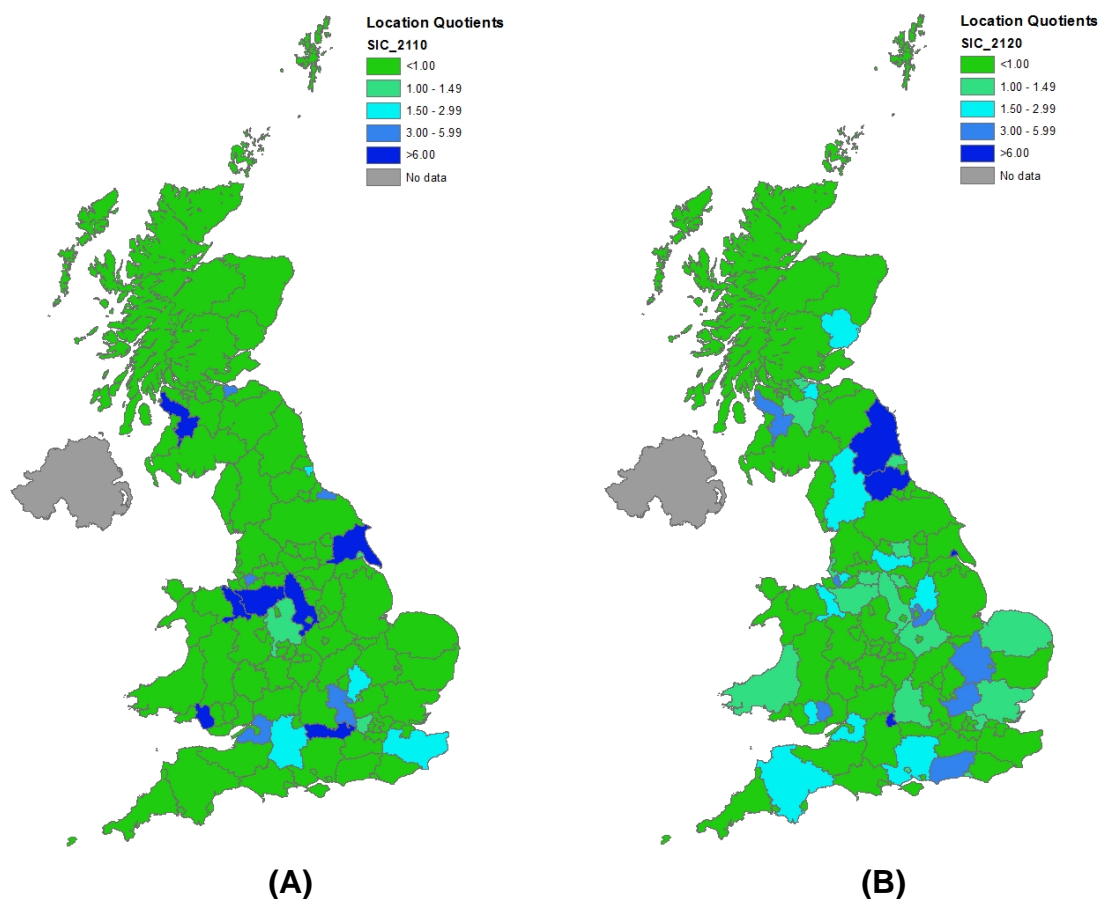 Location Quotients
SIC_2110
<1.00
1.00 - 1.49
1.50 - 2.99
3.00 - 5.99
>6.00
No data
Location Quotients
SIC_2120
<1.00
1.00 - 1.49
1.50 - 2.99
3.00 - 5.99
>6.00
No data
(A)
(B)